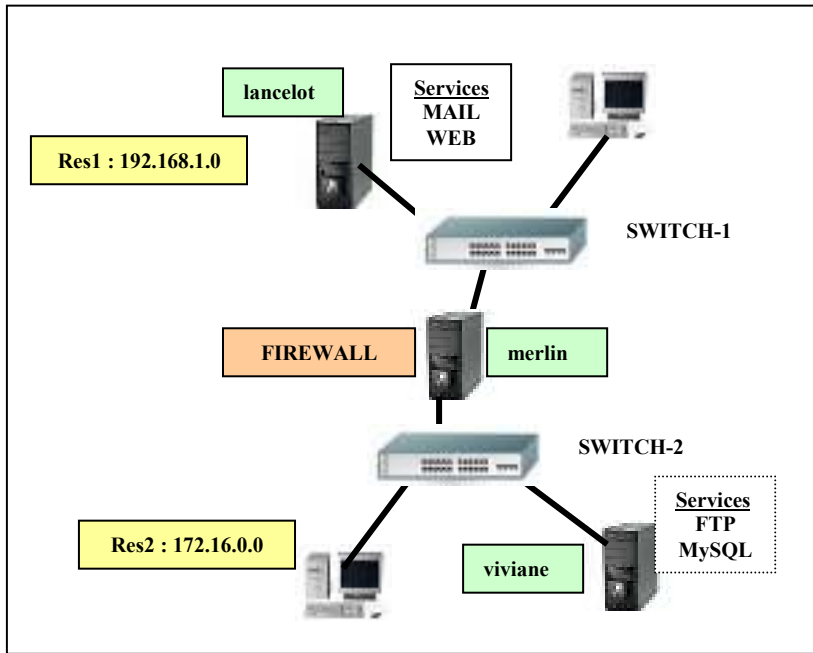 lancelot
Services
MAIL
WEB
Res1 : 192.168.1.0
SWITCH-1
FIREWALL
merlin
SWITCH-2
Services
FTP
MySQL
Res2 : 172.16.0.0
viviane